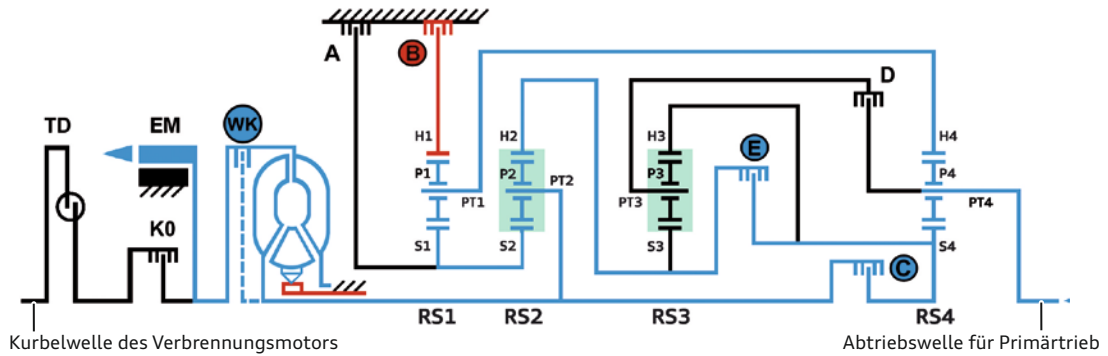 A
B
D
TD
EM
WK
H1
H2
H3
E
H4
P1
P2
P3
P4
PT1
PT2
PT3
PT4
K0
S1
S2
S3
S4
C
RS1
RS2
RS3
RS4
Kurbelwelle des Verbrennungsmotors
Abtriebswelle für Primärtrieb